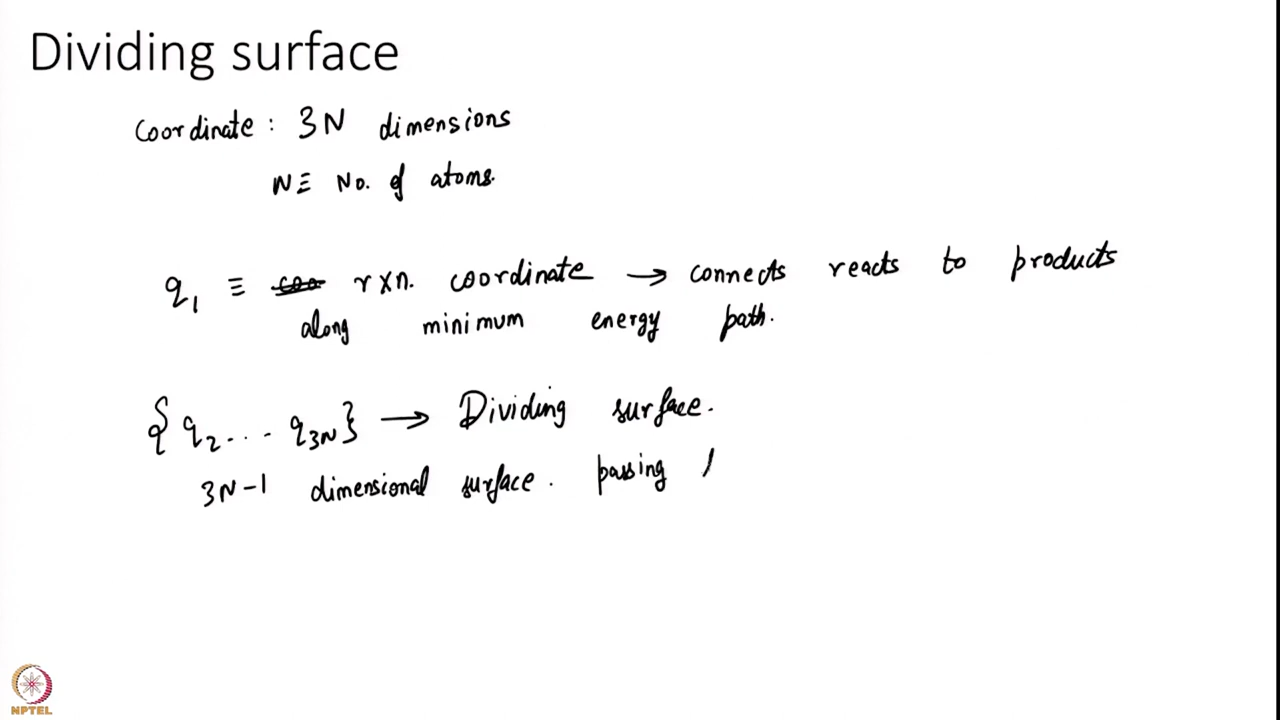 Dividing surface
Coordinate : 3N dimensions
N ≡ No. of atoms.
q₁ ≡ rxn. coordinate → connects reacts to products
along minimum energy path.
{q₂ ... q₃N} → Dividing surface.
3N-1 dimensional surface. passing
NPTEL